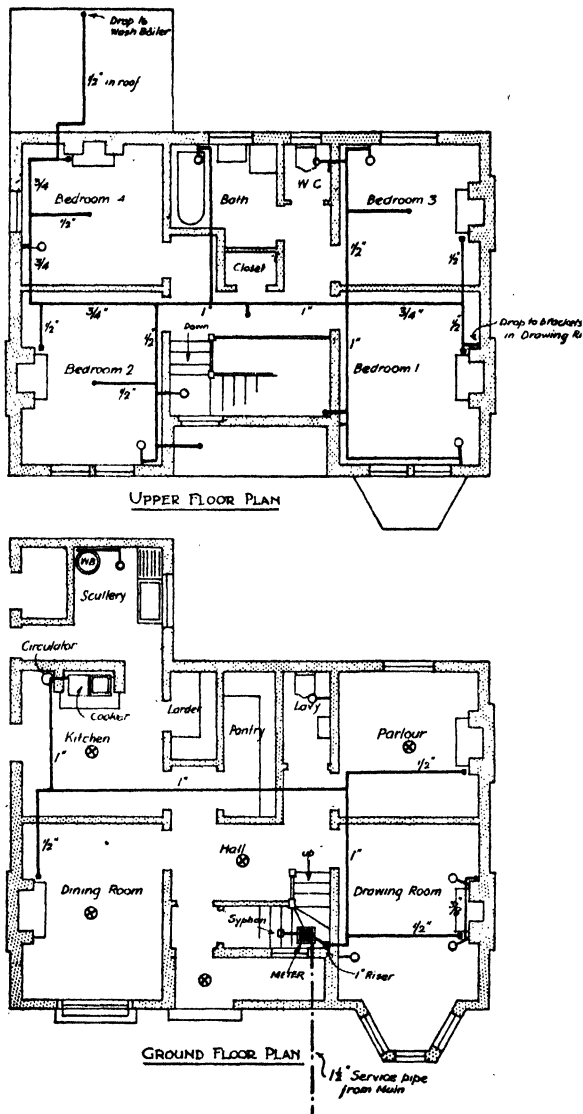 Drop to
Wash Boiler
1/2" in roof
3/4
Bedroom 4
1/2"
3/4
Bath
W C
Bedroom 3
1/2"
1/2"
Closet
3/4"
1"
1"
3/4"
1/2"
1/2"
1/2"
Drop to brackets
in Drawing R
Down
1"
Bedroom 2
1/2"
Bedroom 1
UPPER FLOOR PLAN
WB
Scullery
Circulator
Cooker
Kitchen
Larder
Pantry
Lavy
Parlour
1"
1"
1/2"
1/2"
Hall
up
1"
Dining Room
Drawing Room
3/8"
Syphon
1/2"
METER
1" Riser
GROUND FLOOR PLAN
1½" Service pipe
from Main